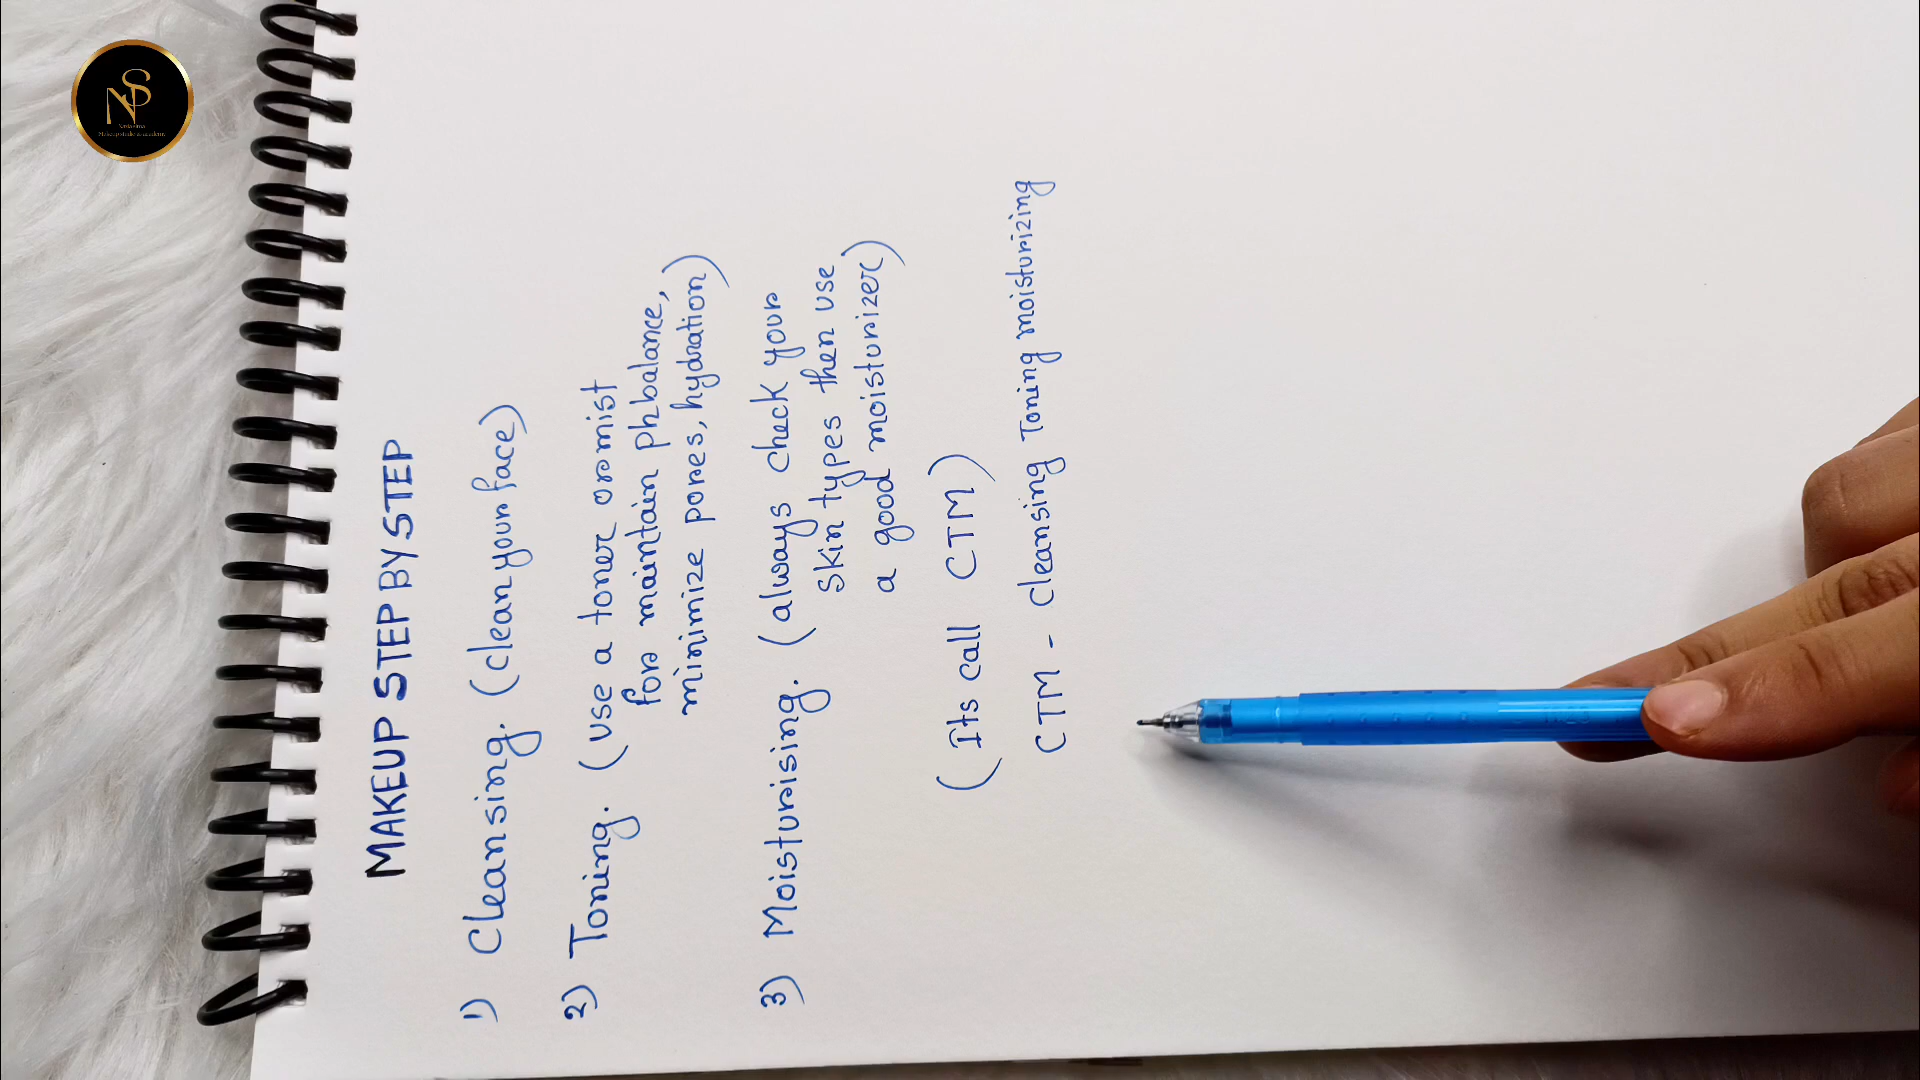 MAKEUP STEP BY STEP
1) Cleansing. (clean your face)
2) Toning. (use a toner or mist
for maintain ph balance,
minimize pores, hydration)
3) Moisturising. (always check your
skin types then use
a good moisturizer)
(Its call CTM)
CTM - Cleansing Toning moisturizing
NS